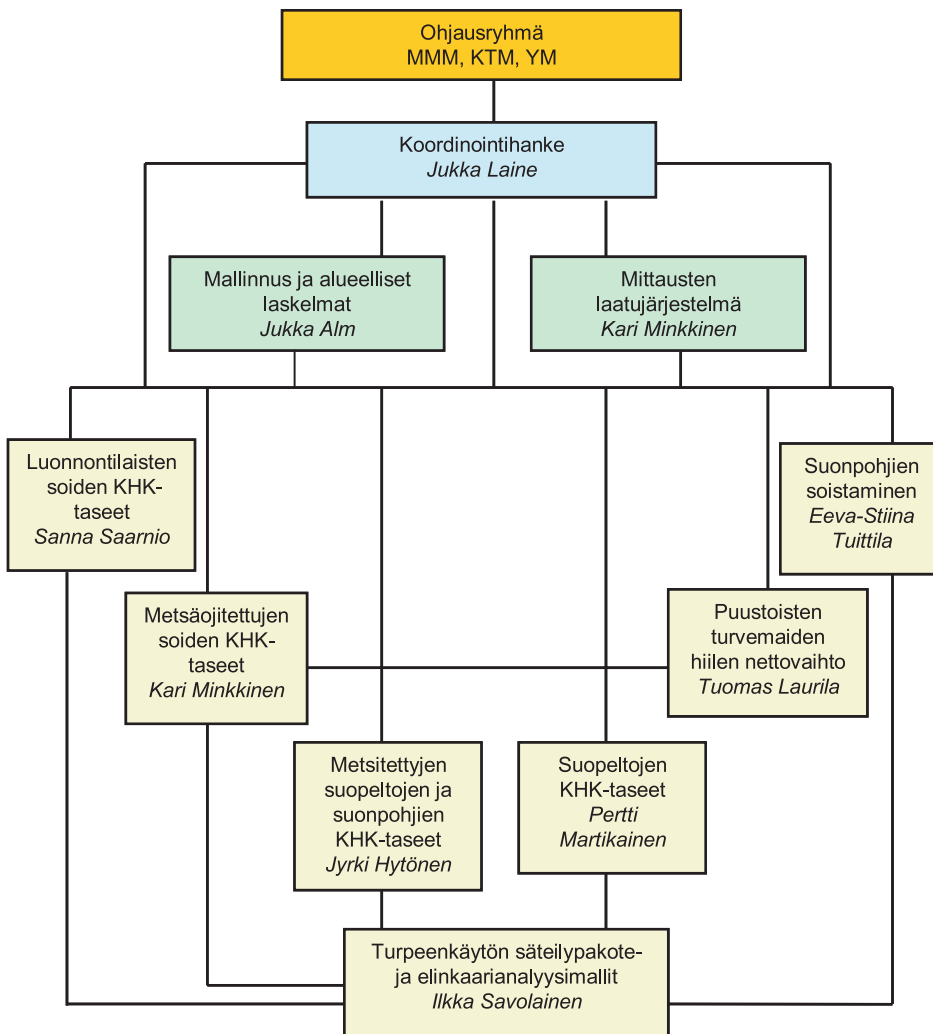 Ohjausryhmä
MMM, KTM, YM
Koordinointihanke
Jukka Laine
Mallinnus ja alueelliset
laskelmat
Jukka Alm
Mittausten
laatujärjestelmä
Kari Minkkinen
Luonnontilaisten
soiden KHK-
taseet
Sanna Saarnio
Suonpohjien
soistaminen
Eeva-Stiina
Tuittila
Metsäojitettujen
soiden KHK-
taseet
Kari Minkkinen
Puustoisten
turvemaiden
hiilen nettovaihto
Tuomas Laurila
Metsitettyjen
suopeltojen ja
suonpohjien
KHK-taseet
Jyrki Hytönen
Suopeltojen
KHK-taseet
Pertti
Martikainen
Turpeenkäytön säteilypakote-
ja elinkaarianalyysimallit
Ilkka Savolainen